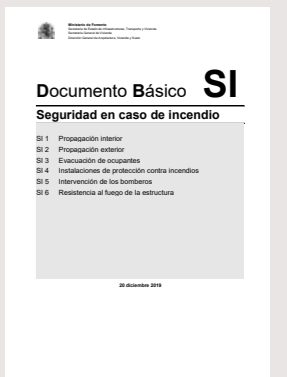 Ministerio de Fomento
Secretaría de Estado de Infraestructuras, Transporte y Vivienda
Secretaría General de Vivienda
Dirección General de Arquitectura, Vivienda y Suelo
Documento Básico SI
Seguridad en caso de incendio
SI 1 Propagación interior
SI 2 Propagación exterior
SI 3 Evacuación de ocupantes
SI 4 Instalaciones de protección contra incendios
SI 5 Intervención de los bomberos
SI 6 Resistencia al fuego de la estructura
20 diciembre 2019